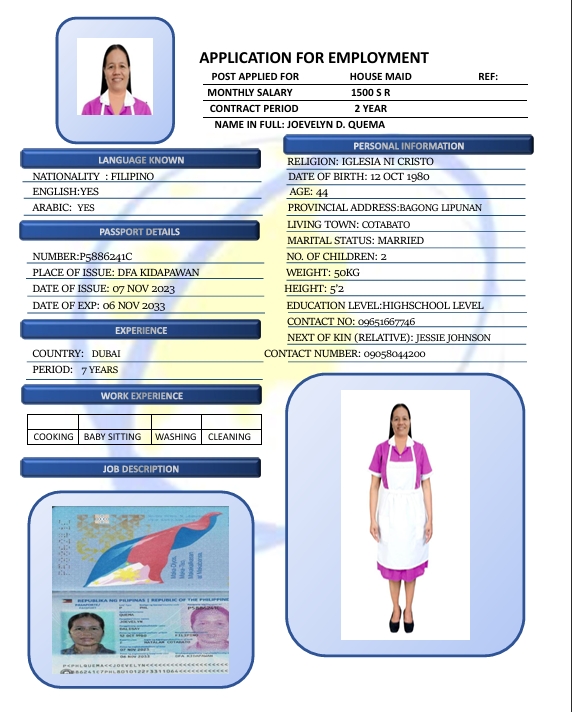 APPLICATION FOR EMPLOYMENT
POST APPLIED FOR HOUSE MAID REF:
MONTHLY SALARY 1500 S R
CONTRACT PERIOD 2 YEAR
NAME IN FULL: JOEVELYN D. QUEMA
LANGUAGE KNOWN
NATIONALITY : FILIPINO
ENGLISH:YES
ARABIC: YES
PASSPORT DETAILS
NUMBER:P5886241C
PLACE OF ISSUE: DFA KIDAPAWAN
DATE OF ISSUE: 07 NOV 2023
DATE OF EXP: 06 NOV 2033
EXPERIENCE
COUNTRY: DUBAI
PERIOD: 7 YEARS
WORK EXPERIENCE
COOKING BABY SITTING WASHING CLEANING
JOB DESCRIPTION
PERSONAL INFORMATION
RELIGION: IGLESIA NI CRISTO
DATE OF BIRTH: 12 OCT 1980
AGE: 44
PROVINCIAL ADDRESS:BAGONG LIPUNAN
LIVING TOWN: COTABATO
MARITAL STATUS: MARRIED
NO. OF CHILDREN: 2
WEIGHT: 50KG
HEIGHT: 5'2
EDUCATION LEVEL:HIGHSCHOOL LEVEL
CONTACT NO: 09651667746
NEXT OF KIN (RELATIVE): JESSIE JOHNSON
CONTACT NUMBER: 09058044200
REPUBLIKA NG PILIPINAS | REPUBLIC OF THE PHILIPPINE
P5886241C
QUEMA